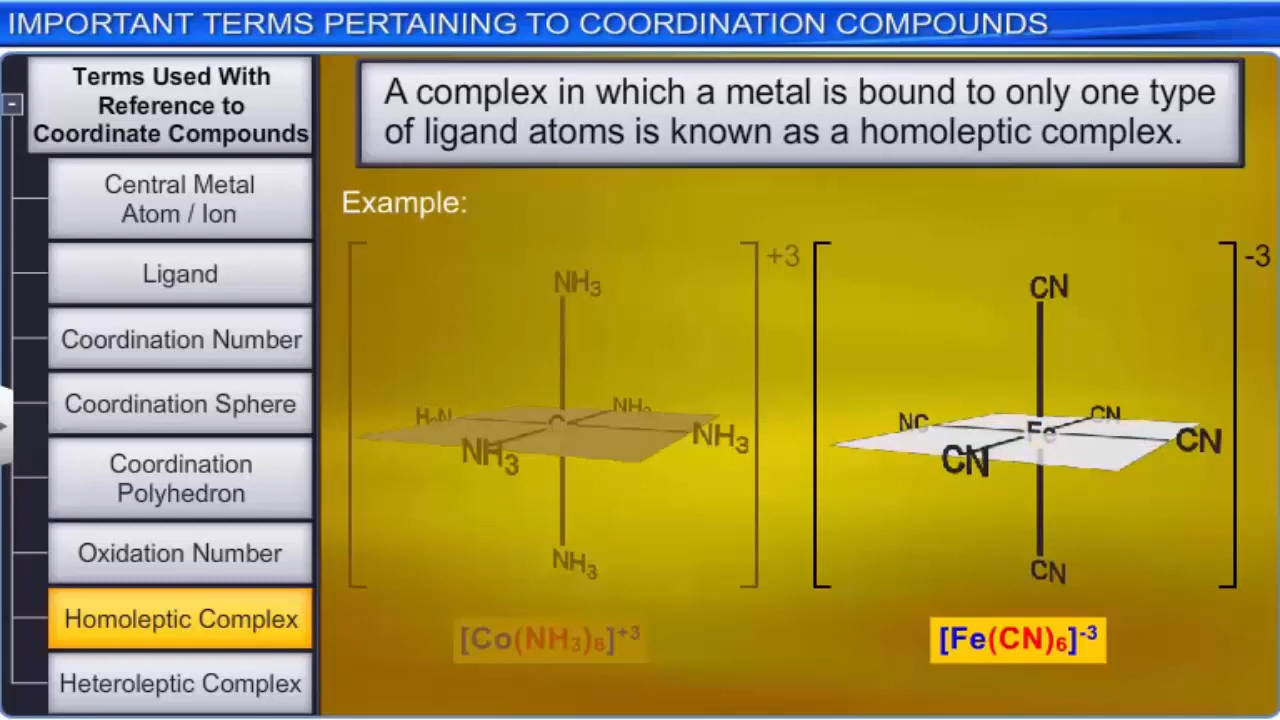 IMPORTANT TERMS PERTAINING TO COORDINATION COMPOUNDS
Terms Used With
Reference to
Coordinate Compounds
Central Metal
Atom / Ion
Ligand
Coordination Number
Coordination Sphere
Coordination
Polyhedron
Oxidation Number
Homoleptic Complex
Heteroleptic Complex
A complex in which a metal is bound to only one type
of ligand atoms is known as a homoleptic complex.
Example:
+3
NH₃
H₃N
NH₃
NH₃
NH₃
NH₃
[Co(NH₃)₆]⁺³
-3
CN
NC
CN
Fe
CN
CN
CN
[Fe(CN)₆]⁻³